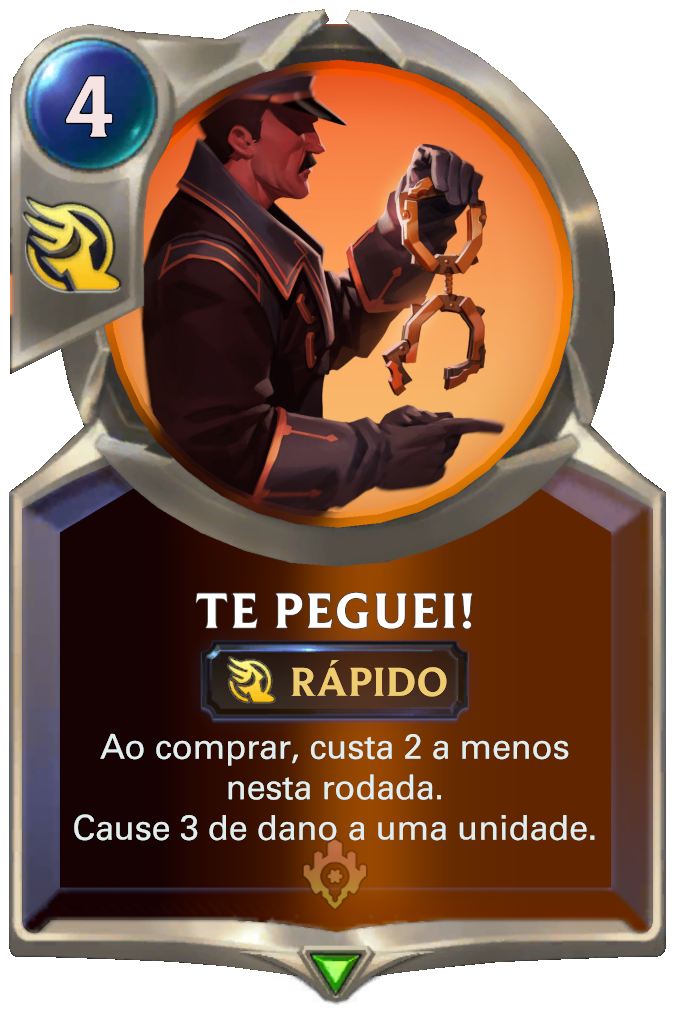 4
TE PEGUEI!
RÁPIDO
Ao comprar, custa 2 a menos
nesta rodada.
Cause 3 de dano a uma unidade.